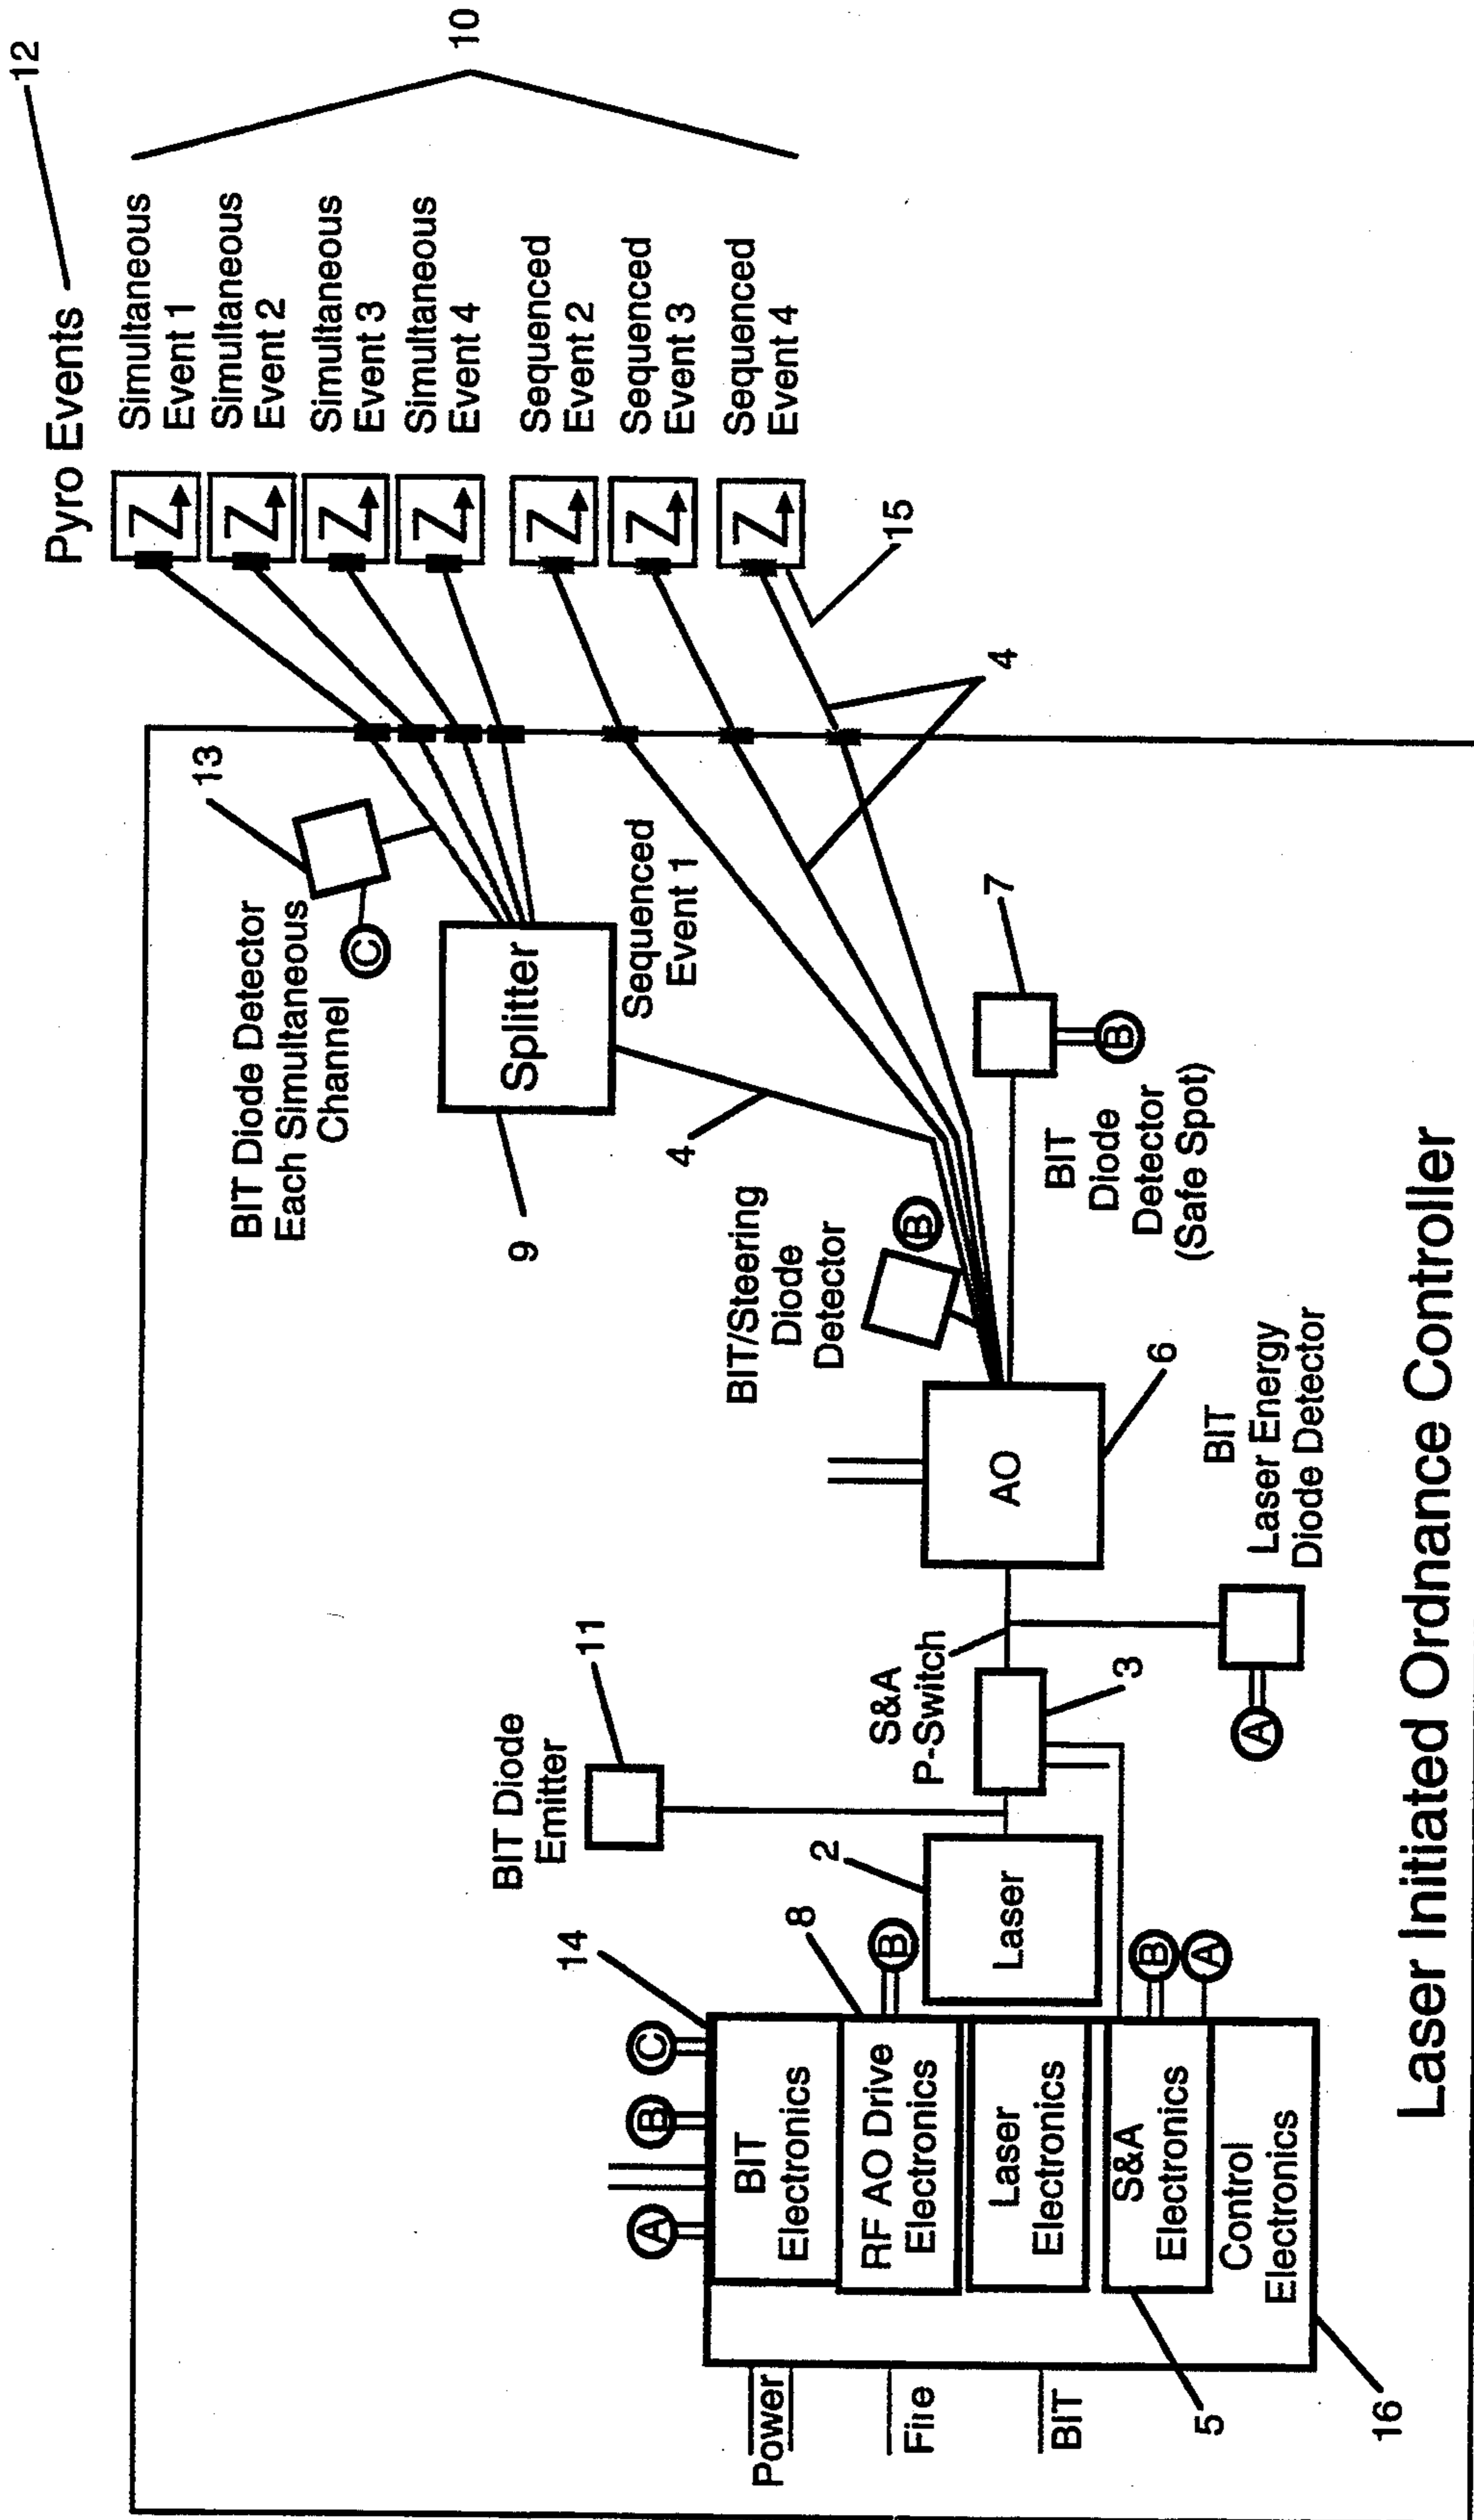 12
Pyro Events
10
Simultaneous
Event 1
Simultaneous
Event 2
Simultaneous
Event 3
Simultaneous
Event 4
Sequenced
Event 2
Sequenced
Event 3
Sequenced
Event 4
15
4
13
BIT Diode Detector
Each Simultaneous
Channel
C
Splitter
9
Sequenced
Event 1
4
7
B
BIT
Diode
Detector
(Safe Spot)
BIT/Steering
Diode
Detector
B
AO
6
BIT
Laser Energy
Diode Detector
A
S&A
P-Switch
3
11
BIT Diode
Emitter
2
Laser
14
8
A
B
C
B
B
A
BIT
Electronics
RF AO Drive
Electronics
Laser
Electronics
S&A
Electronics
Control
Electronics
Power
Fire
BIT
5
16
Laser Initiated Ordnance Controller